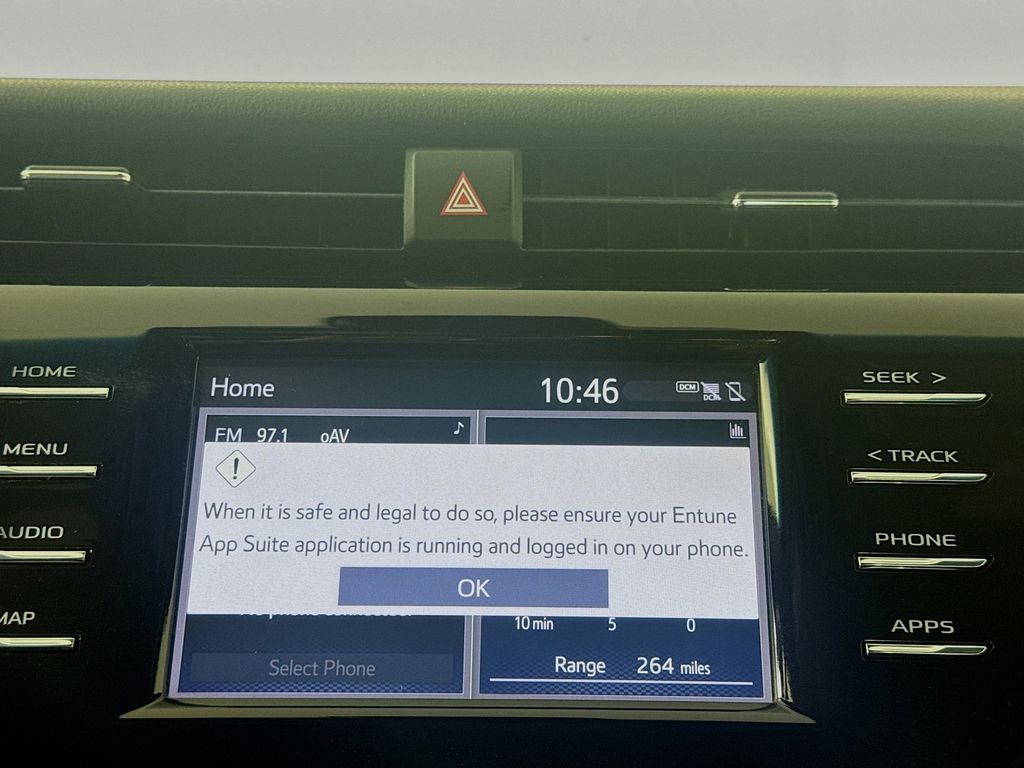 HOME
MENU
AUDIO
MAP
Home 10:46 DCM
DCM
FM 97.1
When it is safe and legal to do so, please ensure your Entune
App Suite application is running and logged in on your phone.
OK
10 min 5 0
Select Phone
Range 264 miles
SEEK >
< TRACK
PHONE
APPS